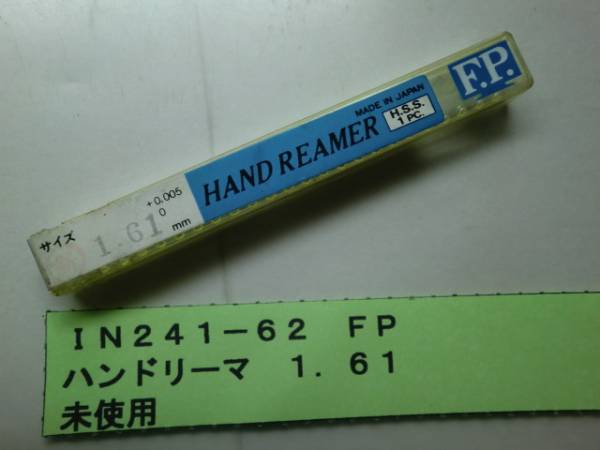 F.P.
MADE IN JAPAN
H.S.S.
1 PC.
HAND REAMER
+0.005
0
サイズ 1.61 mm
IN241-62 FP
ハンドリーマ 1.61
未使用